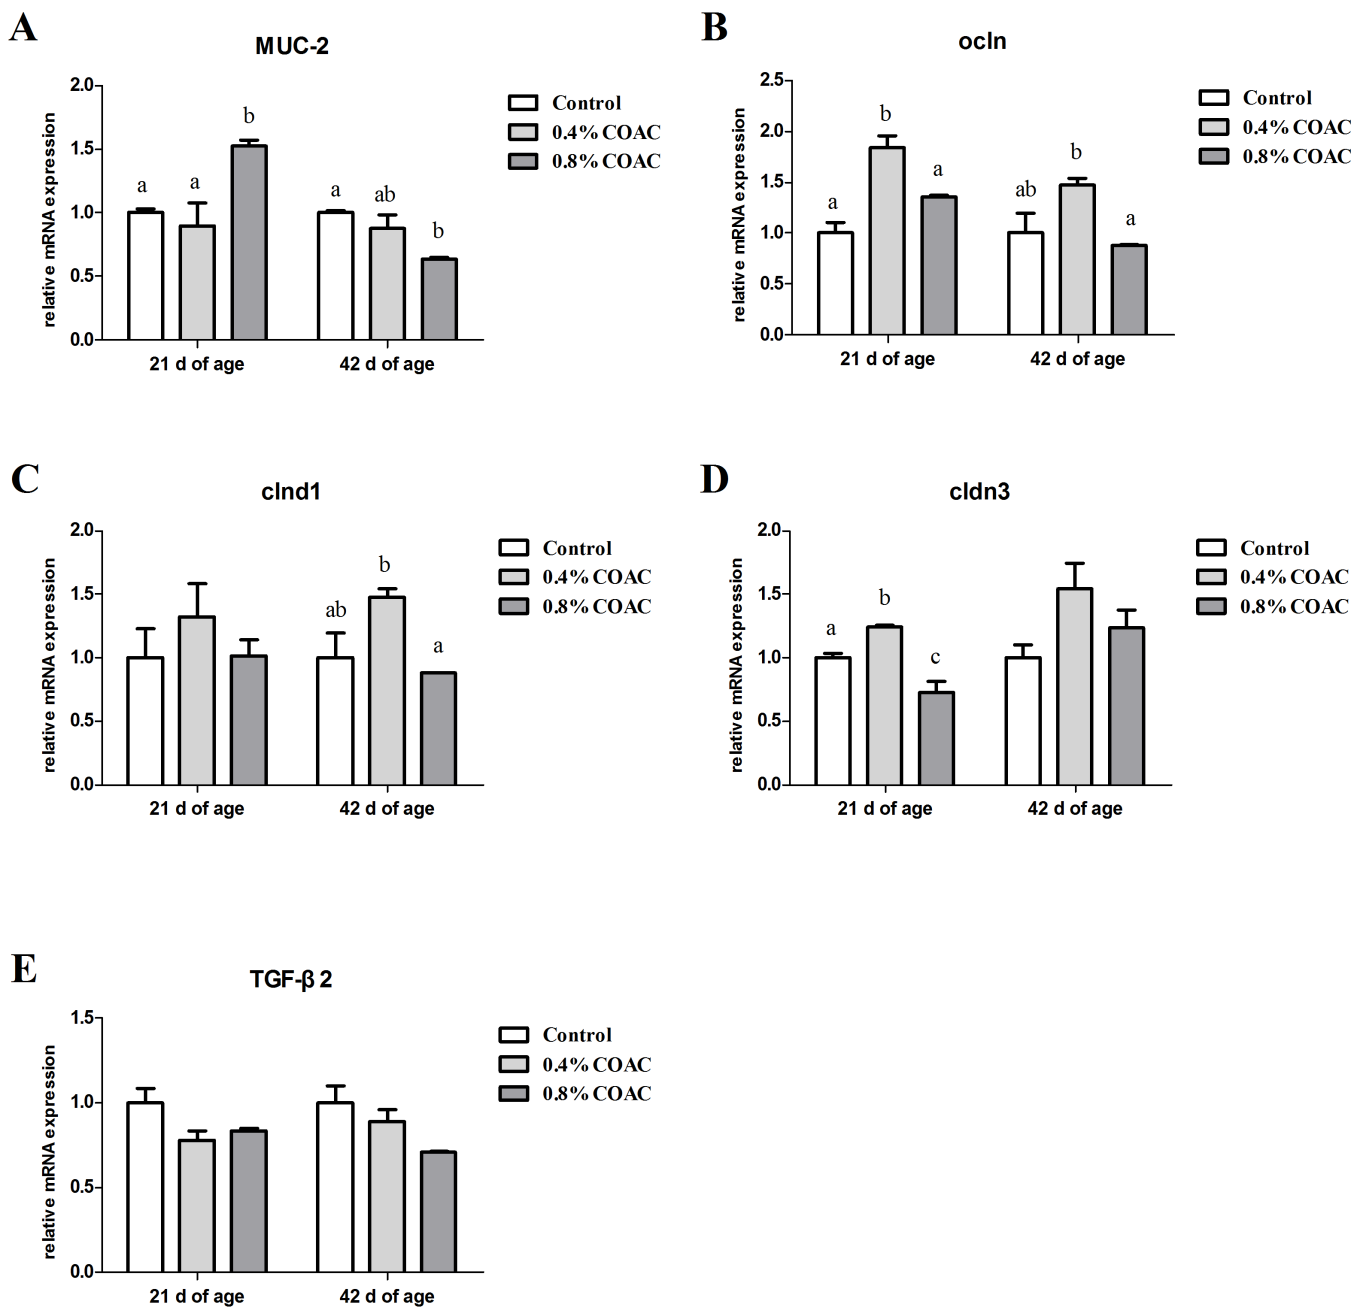 A
MUC-2
relative mRNA expression
2.0
1.5
1.0
0.5
0.0
a
a
b
a
ab
b
21 d of age
42 d of age
Control
0.4% COAC
0.8% COAC
B
ocln
relative mRNA expression
2.5
2.0
1.5
1.0
0.5
0.0
a
b
a
ab
b
a
21 d of age
42 d of age
Control
0.4% COAC
0.8% COAC
C
clnd1
relative mRNA expression
2.0
1.5
1.0
0.5
0.0
ab
b
a
21 d of age
42 d of age
Control
0.4% COAC
0.8% COAC
D
cldn3
relative mRNA expression
2.0
1.5
1.0
0.5
0.0
a
b
c
21 d of age
42 d of age
Control
0.4% COAC
0.8% COAC
E
TGF-β 2
relative mRNA expression
1.5
1.0
0.5
0.0
21 d of age
42 d of age
Control
0.4% COAC
0.8% COAC